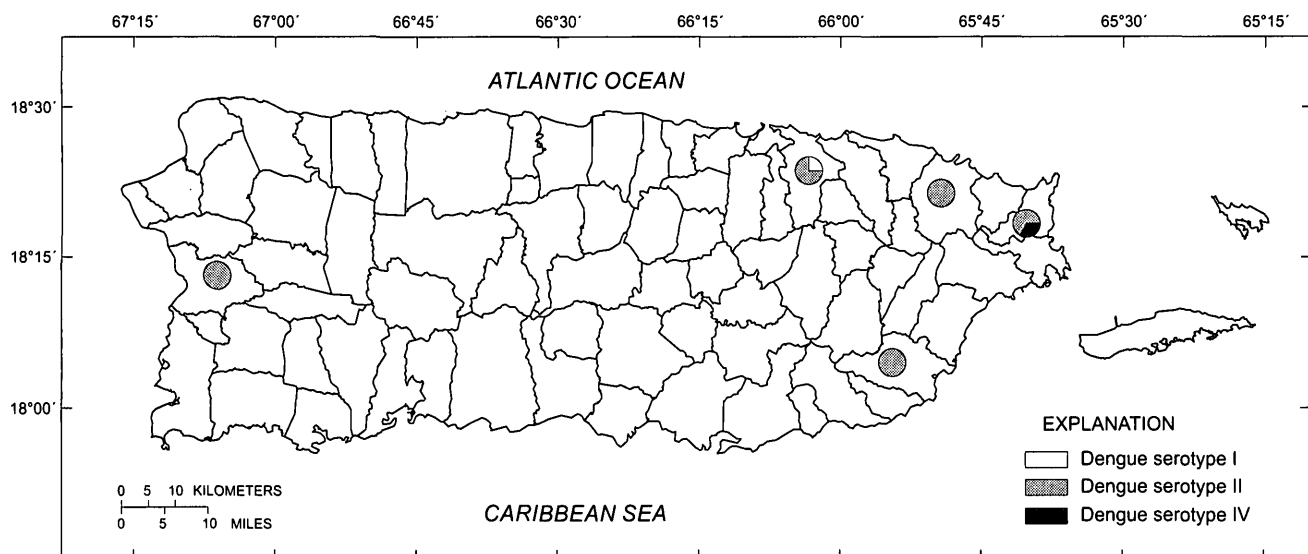 67°15′ 67°00′ 66°45′ 66°30′ 66°15′ 66°00′ 65°45′ 65°30′ 65°15′
ATLANTIC OCEAN
18°30′
18°15′
18°00′
EXPLANATION
Dengue serotype I
Dengue serotype II
Dengue serotype IV
0 5 10 KILOMETERS
0 5 10 MILES
CARIBBEAN SEA